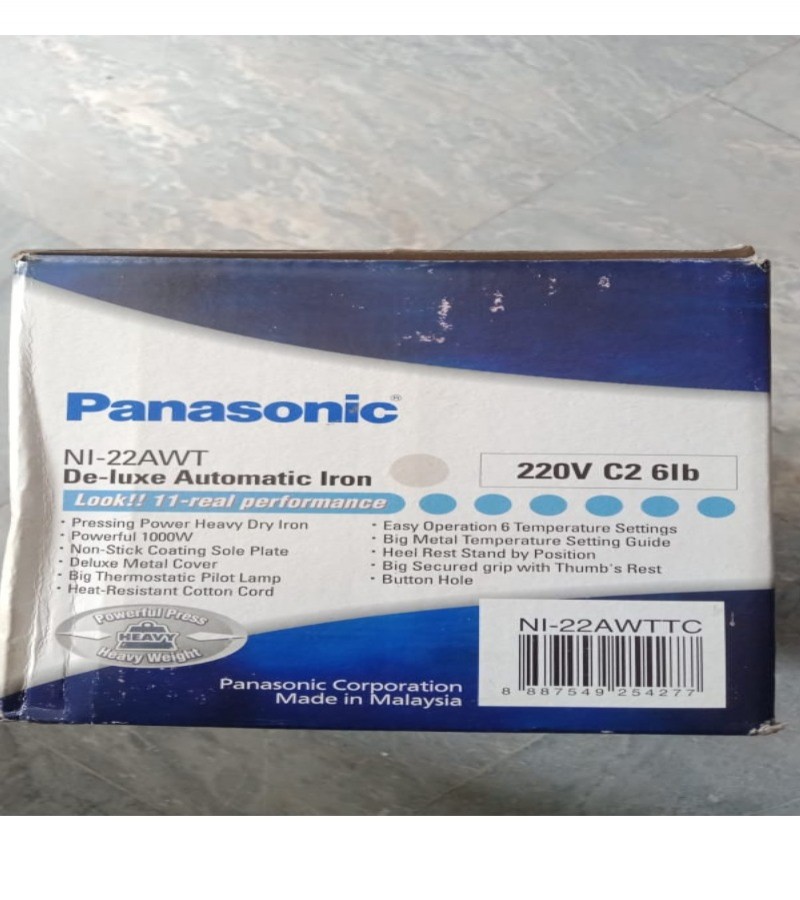 Panasonic®
NI-22AWT
De-luxe Automatic Iron
220V C2 6lb
Look!! 11-real performance
· Pressing Power Heavy Dry Iron
· Powerful 1000W
· Non-Stick Coating Sole Plate
· Deluxe Metal Cover
· Big Thermostatic Pilot Lamp
· Heat-Resistant Cotton Cord
· Easy Operation 6 Temperature Settings
· Big Metal Temperature Setting Guide
· Heel Rest Stand by Position
· Big Secured grip with Thumb's Rest
· Button Hole
Powerful Press
HEAVY
Heavy Weight
Panasonic Corporation
Made in Malaysia
NI-22AWTTC
8 887549 254277